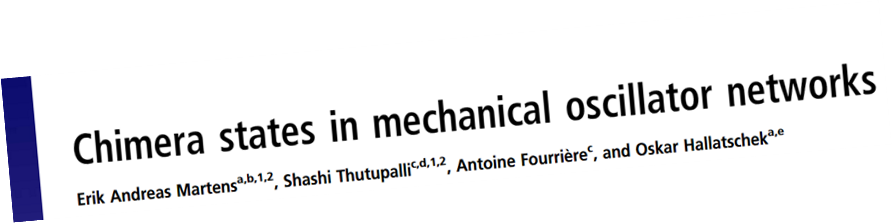 Chimera states in mechanical oscillator networks
Erik Andreas Martensa,b,1,2, Shashi Thutupallic,d,1,2, Antoine Fourrièrec, and Oskar Hallatscheka,e